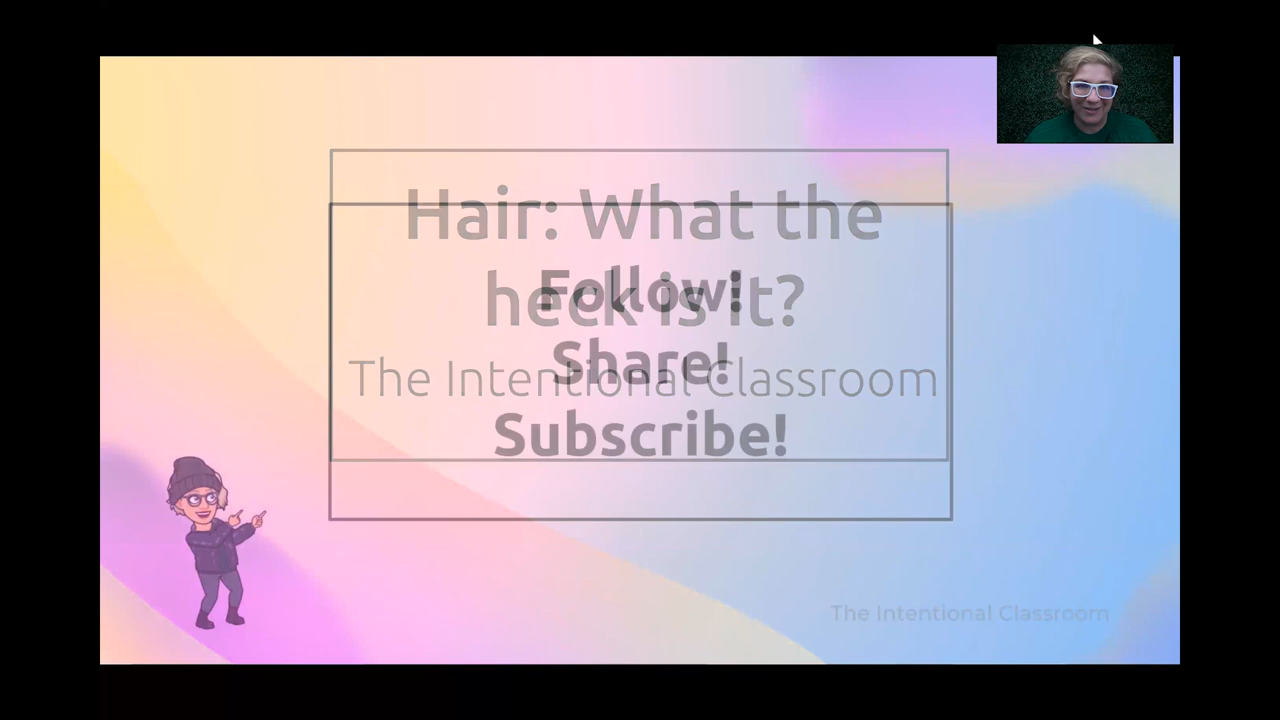 Hair: What the
heck is it?
The Intentional Classroom
Follow!
Share!
Subscribe!
The Intentional Classroom